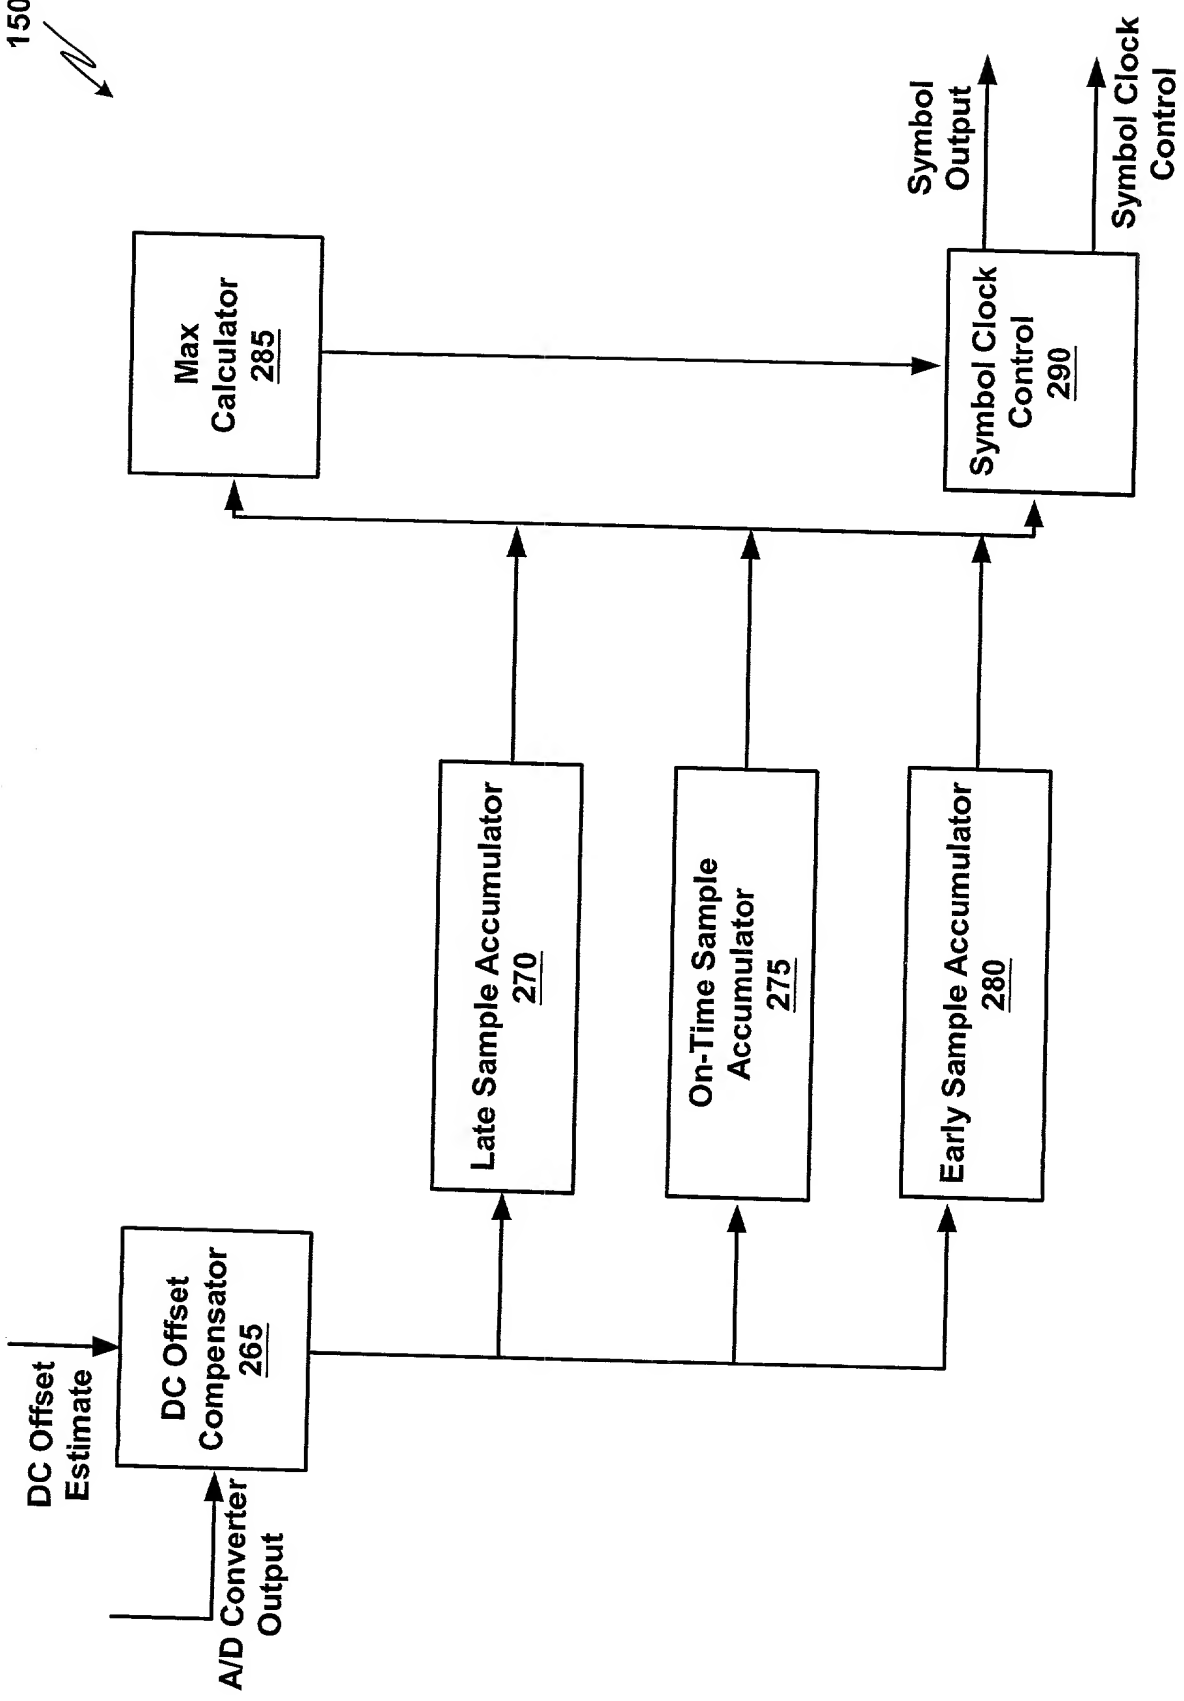 150
DC Offset
Estimate
A/D Converter
Output
DC Offset
Compensator
265
Late Sample Accumulator
270
On-Time Sample
Accumulator
275
Early Sample Accumulator
280
Max
Calculator
285
Symbol Clock
Control
290
Symbol
Output
Symbol Clock
Control